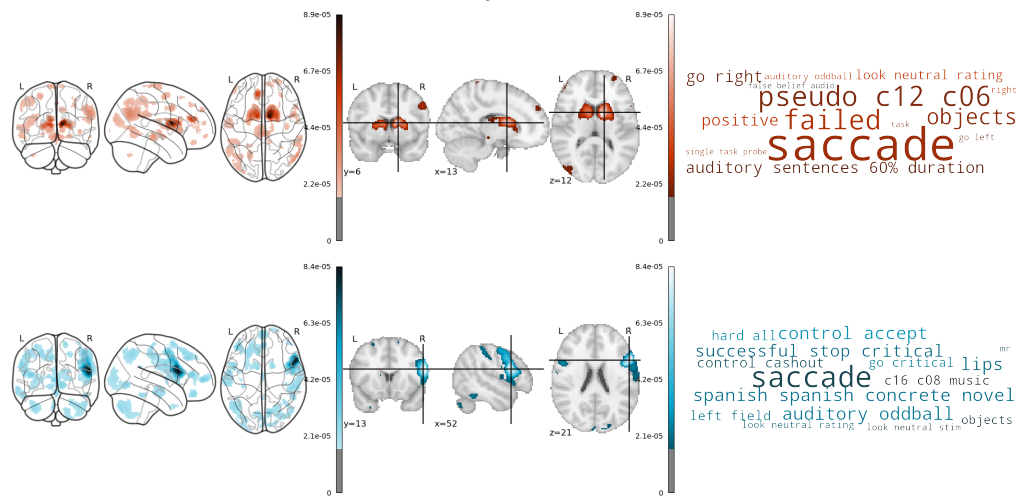 8.9e-05
8.9e-05
L R
L R
L R
L R
6.7e-05
6.7e-05
4.4e-05
4.4e-05
2.2e-05
2.2e-05
0
0
y=6
x=13
z=12
go right auditory oddball look neutral rating
false belief audio right
pseudo c12 c06
positive failed task objects
go left
single task probe saccade
auditory sentences 60% duration
8.4e-05
8.4e-05
L R
L R
L R
L R
6.3e-05
6.3e-05
4.2e-05
4.2e-05
2.1e-05
2.1e-05
0
0
y=13
x=52
z=21
hard all control accept
successful stop critical mr
control cashout go critical lips
saccade c16 c08 music
spanish spanish concrete novel
left field auditory oddball objects
look neutral rating look neutral stim